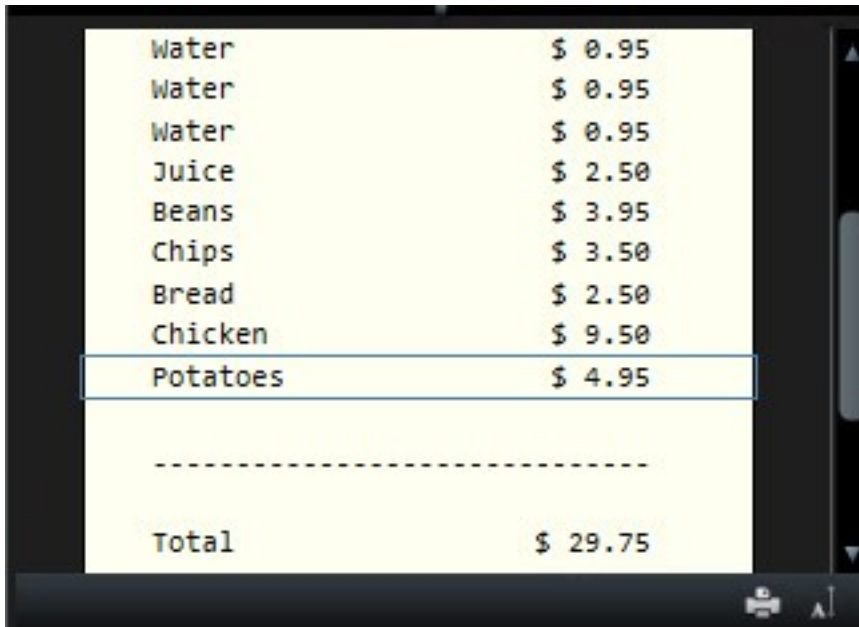 Water $ 0.95
Water $ 0.95
Water $ 0.95
Juice $ 2.50
Beans $ 3.95
Chips $ 3.50
Bread $ 2.50
Chicken $ 9.50
Potatoes $ 4.95
-------------------------------
Total $ 29.75
A